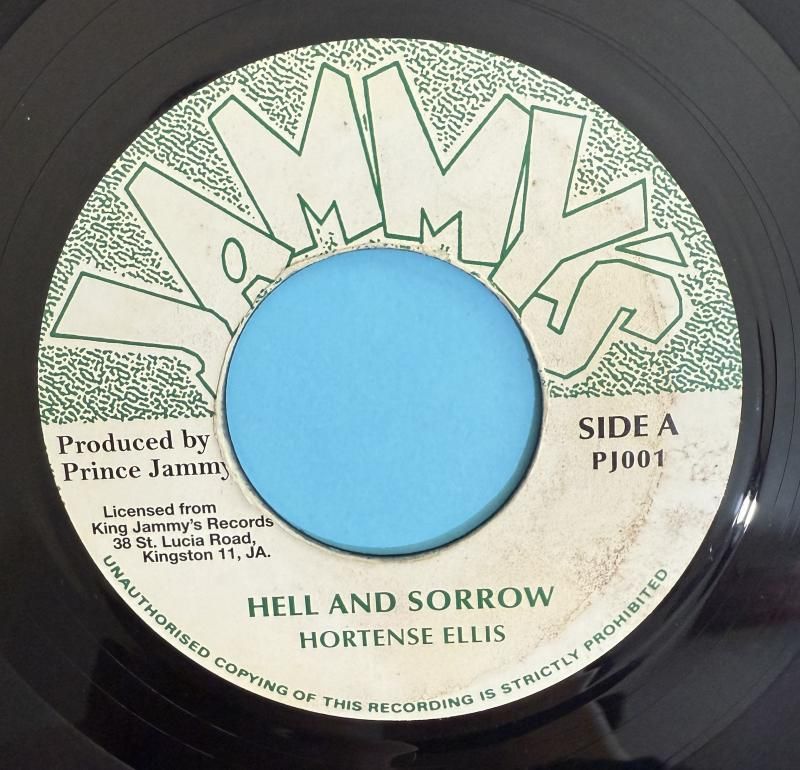 JAMMY'S
Produced by
Prince Jammy
SIDE A
PJ001
Licensed from
King Jammy's Records
38 St. Lucia Road,
Kingston 11, JA.
HELL AND SORROW
HORTENSE ELLIS
UNAUTHORISED COPYING OF THIS RECORDING IS STRICTLY PROHIBITED